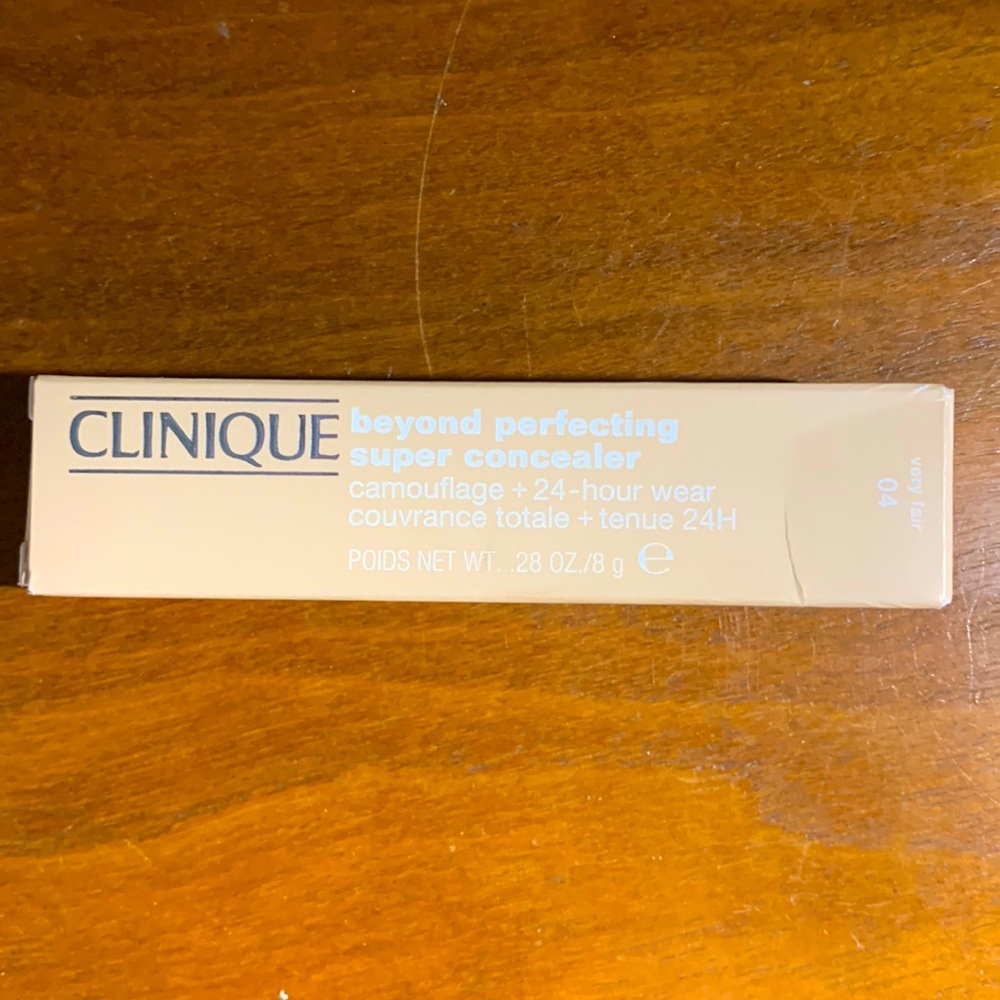 CLINIQUE
beyond perfecting
super concealer
camouflage + 24-hour wear
couvrance totale + tenue 24H
POIDS NET WT. .28 OZ./8 g ℮
very fair
04